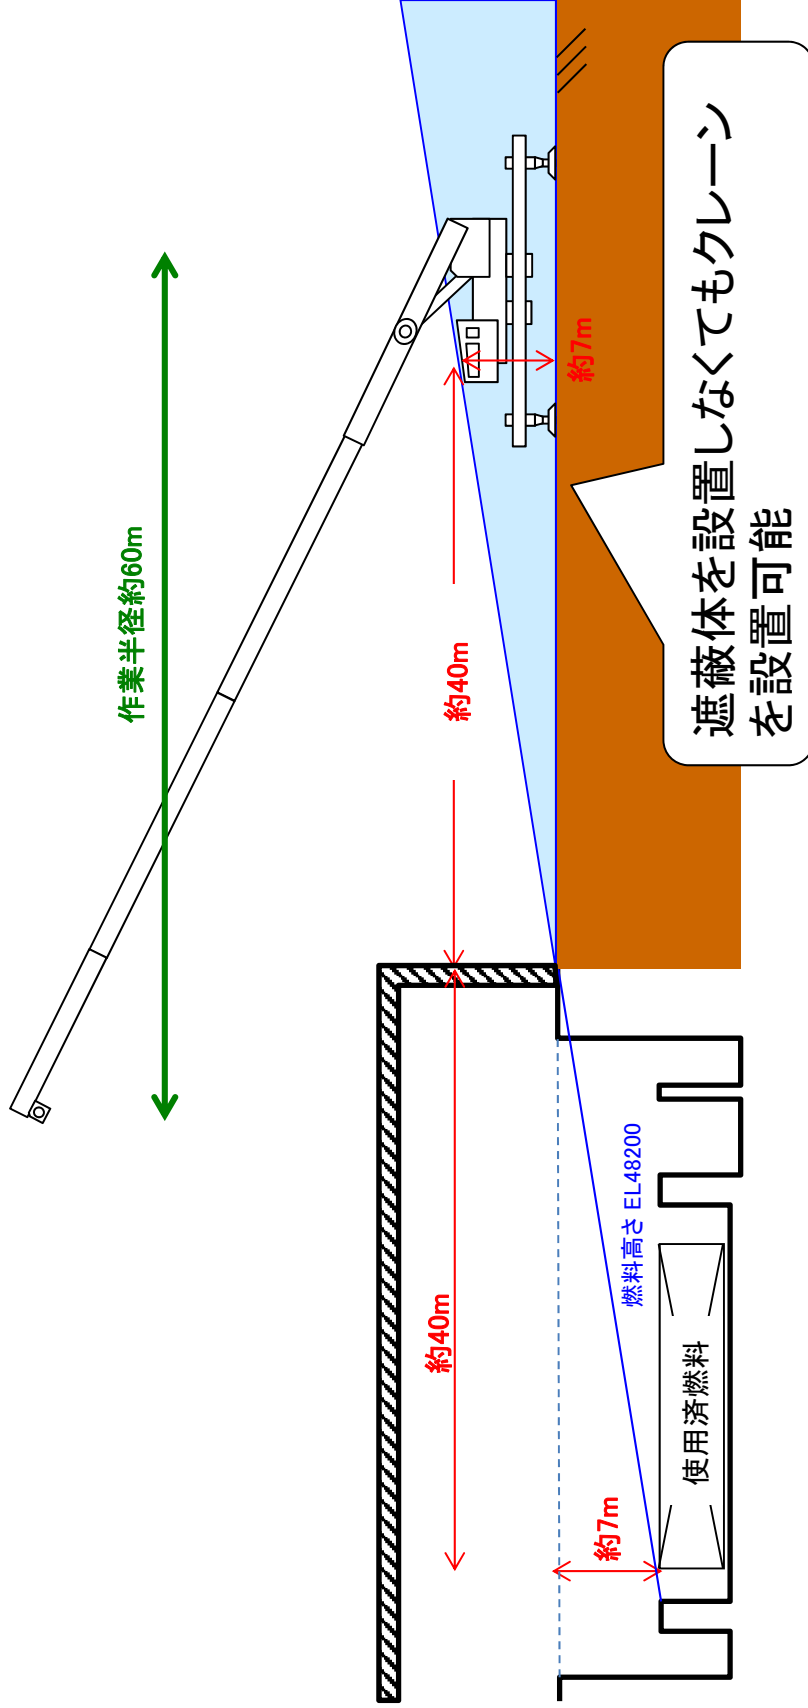 作業半径約60m
約40m
約7m
約40m
燃料高さ EL48200
約7m
使用済燃料
遮蔽体を設置しなくてもクレーン
を設置可能